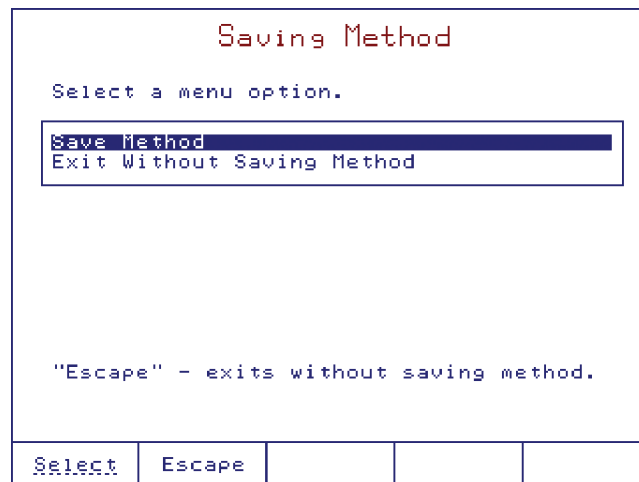 Saving Method
Select a menu option.
Save Method
Exit Without Saving Method
"Escape" - exits without saving method.
Select Escape